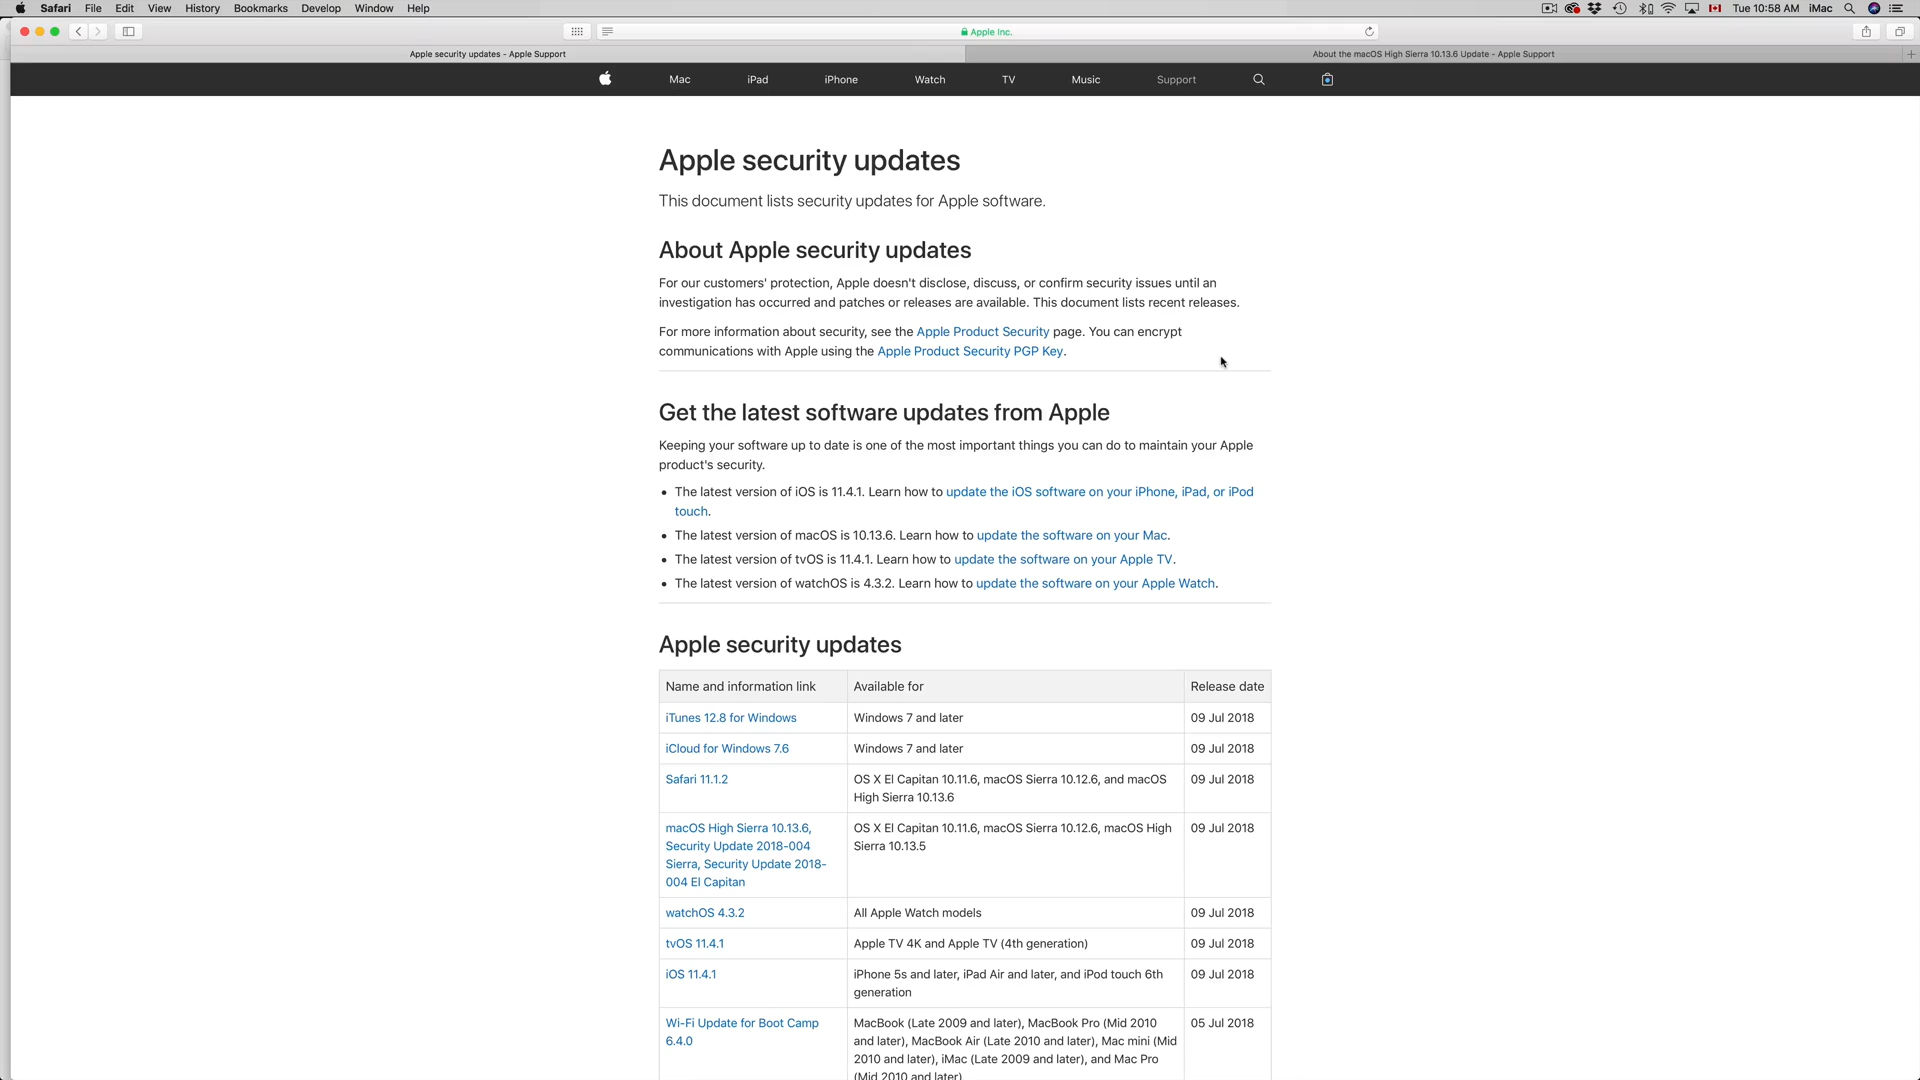 Safari File Edit View History Bookmarks Develop Window Help Tue 10:58 AM iMac
Apple Inc.
Apple security updates - Apple Support About the macOS High Sierra 10.13.6 Update - Apple Support
Mac iPad iPhone Watch TV Music Support
Apple security updates
This document lists security updates for Apple software.
About Apple security updates
For our customers' protection, Apple doesn't disclose, discuss, or confirm security issues until an
investigation has occurred and patches or releases are available. This document lists recent releases.
For more information about security, see the Apple Product Security page. You can encrypt
communications with Apple using the Apple Product Security PGP Key.
Get the latest software updates from Apple
Keeping your software up to date is one of the most important things you can do to maintain your Apple
product's security.
• The latest version of iOS is 11.4.1. Learn how to update the iOS software on your iPhone, iPad, or iPod
touch.
• The latest version of macOS is 10.13.6. Learn how to update the software on your Mac.
• The latest version of tvOS is 11.4.1. Learn how to update the software on your Apple TV.
• The latest version of watchOS is 4.3.2. Learn how to update the software on your Apple Watch.
Apple security updates
Name and information link Available for Release date
iTunes 12.8 for Windows Windows 7 and later 09 Jul 2018
iCloud for Windows 7.6 Windows 7 and later 09 Jul 2018
Safari 11.1.2 OS X El Capitan 10.11.6, macOS Sierra 10.12.6, and macOS 09 Jul 2018
High Sierra 10.13.6
macOS High Sierra 10.13.6, OS X El Capitan 10.11.6, macOS Sierra 10.12.6, macOS High 09 Jul 2018
Security Update 2018-004 Sierra 10.13.5
Sierra, Security Update 2018-
004 El Capitan
watchOS 4.3.2 All Apple Watch models 09 Jul 2018
tvOS 11.4.1 Apple TV 4K and Apple TV (4th generation) 09 Jul 2018
iOS 11.4.1 iPhone 5s and later, iPad Air and later, and iPod touch 6th 09 Jul 2018
generation
Wi-Fi Update for Boot Camp MacBook (Late 2009 and later), MacBook Pro (Mid 2010 05 Jul 2018
6.4.0 and later), MacBook Air (Late 2010 and later), Mac mini (Mid
2010 and later), iMac (Late 2009 and later), and Mac Pro
(Mid 2010 and later)